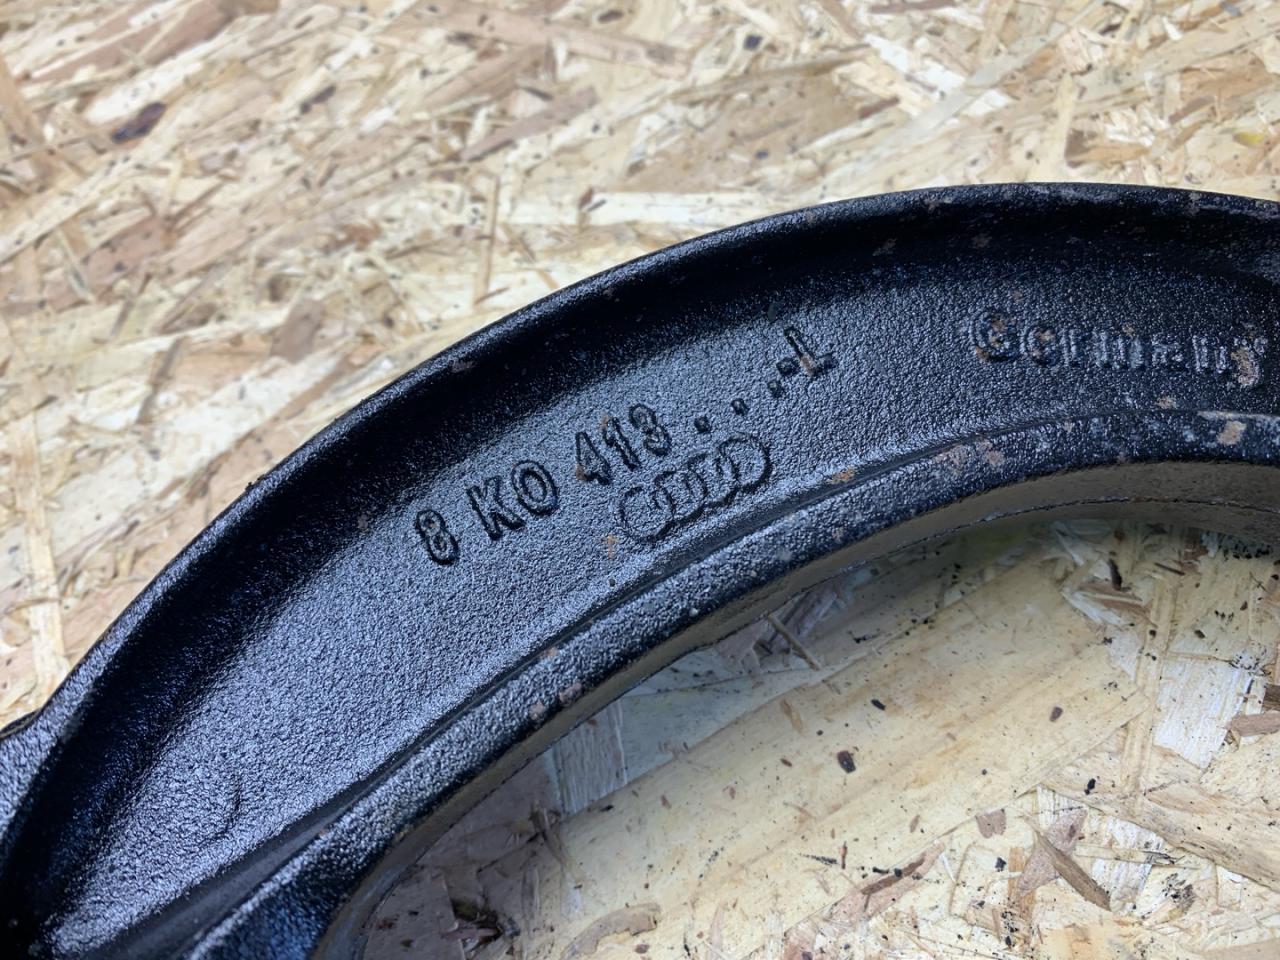 8 K0 413 ....L
Germany